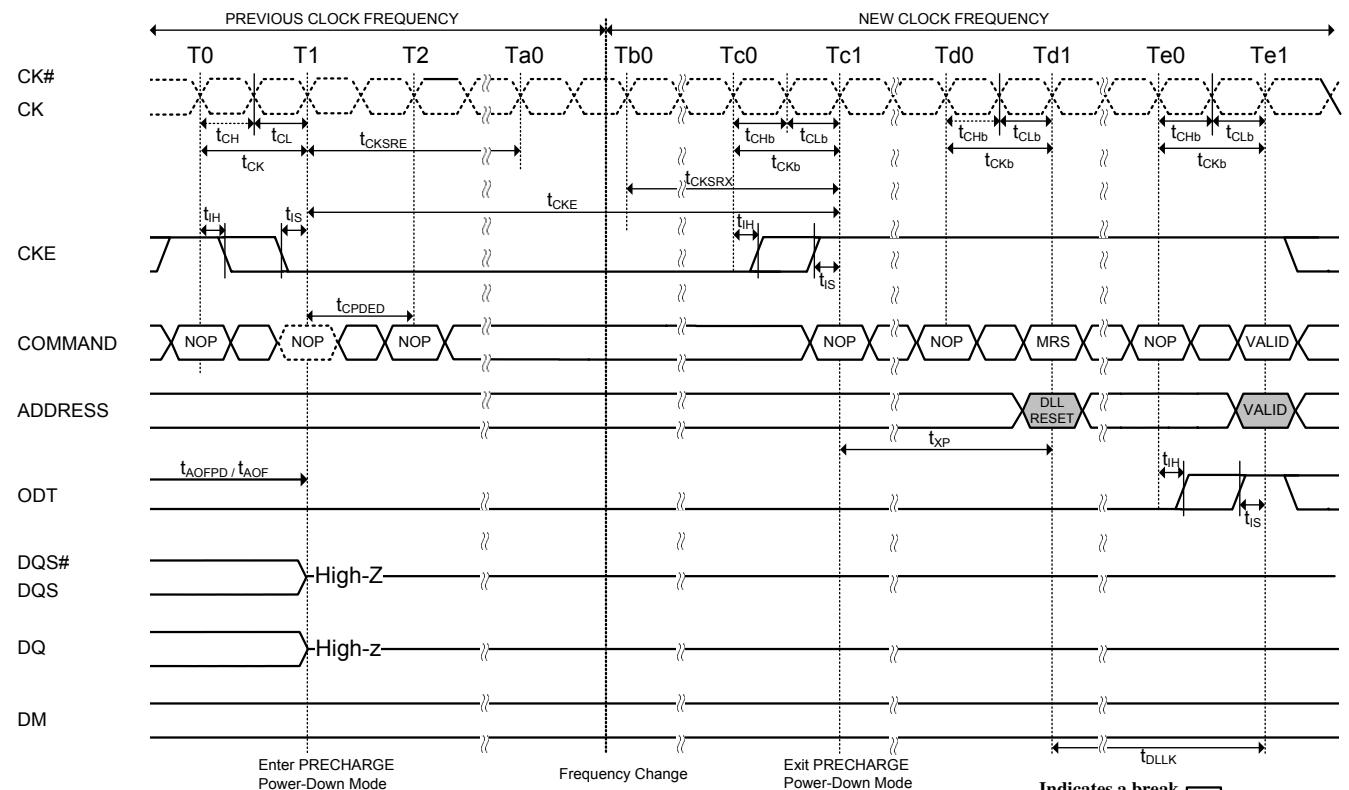 PREVIOUS CLOCK FREQUENCY
NEW CLOCK FREQUENCY
T0 T1 T2 Ta0 Tb0 Tc0 Tc1 Td0 Td1 Te0 Te1
CK#
CK
tCH tCL tCHb tCLb tCHb tCLb tCHb tCLb
tCK tCKSRE tCKb tCKb tCKb
tCKSRX
tCKE
tIH tIS tIH
CKE
tIS
tCPDED
COMMAND NOP NOP NOP NOP NOP MRS NOP VALID
ADDRESS DLL RESET VALID
tXP
tAOFPD / tAOF tIH
ODT
tIS
DQS#
DQS
High-Z
DQ High-z
DM
tDLLK
Enter PRECHARGE
Power-Down Mode
Frequency Change
Exit PRECHARGE
Power-Down Mode
Indicates a break